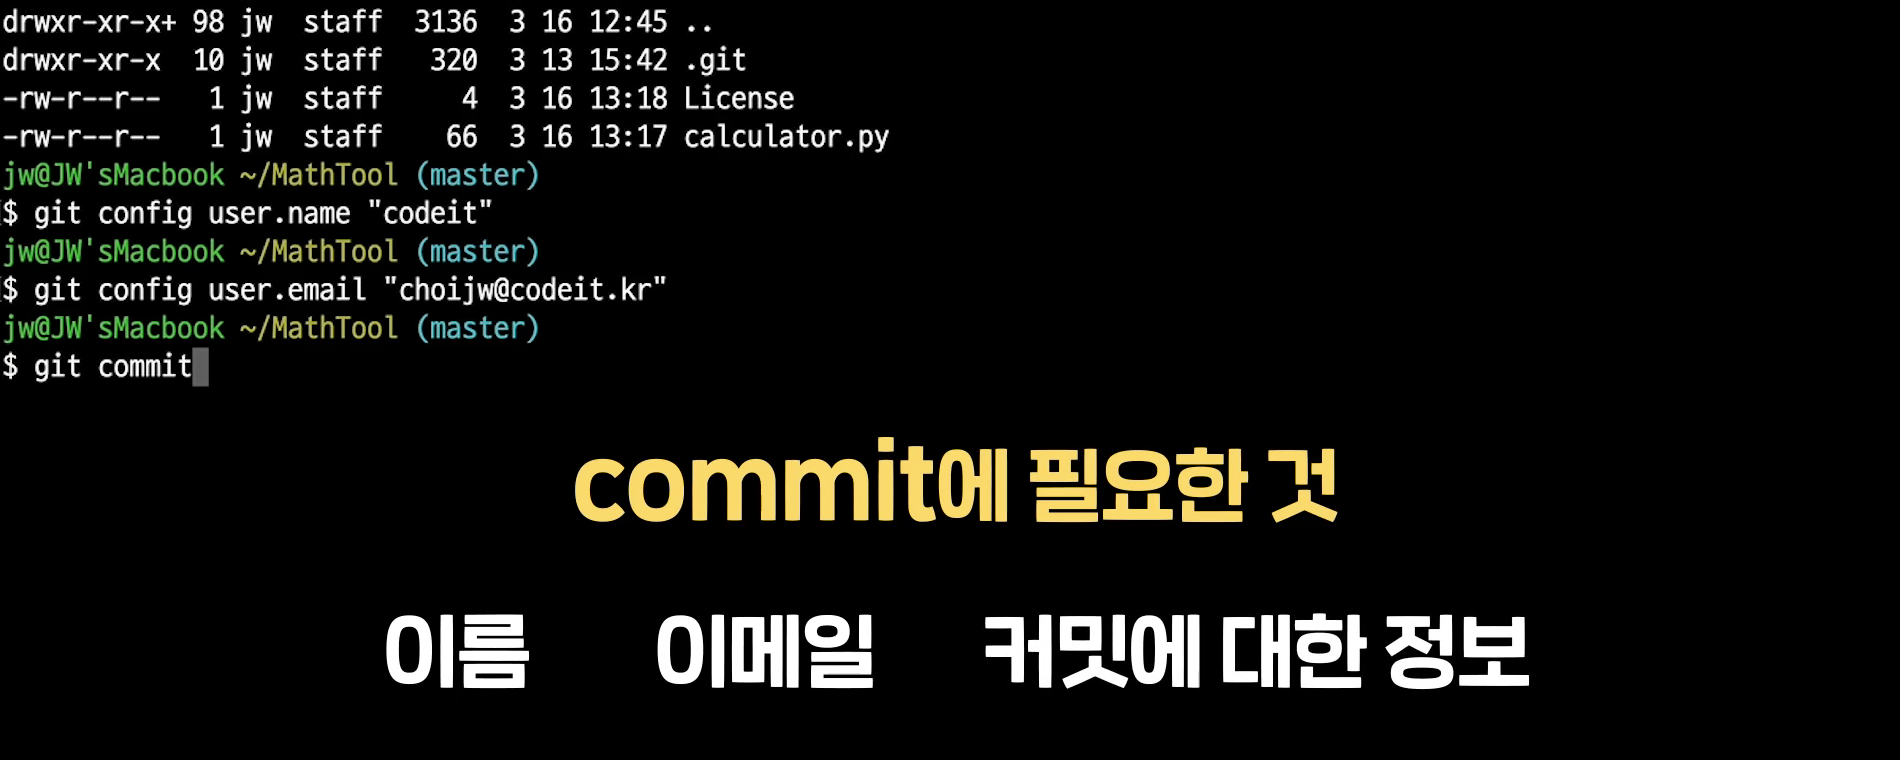 drwxr-xr-x+ 98 jw  staff  3136  3 16 12:45 ..
drwxr-xr-x  10 jw  staff   320  3 13 15:42 .git
-rw-r--r--   1 jw  staff     4  3 16 13:18 License
-rw-r--r--   1 jw  staff    66  3 16 13:17 calculator.py
jw@JW'sMacbook ~/MathTool (master)
$ git config user.name "codeit"
jw@JW'sMacbook ~/MathTool (master)
$ git config user.email "choijw@codeit.kr"
jw@JW'sMacbook ~/MathTool (master)
$ git commit
commit에 필요한 것
이름 이메일 커밋에 대한 정보